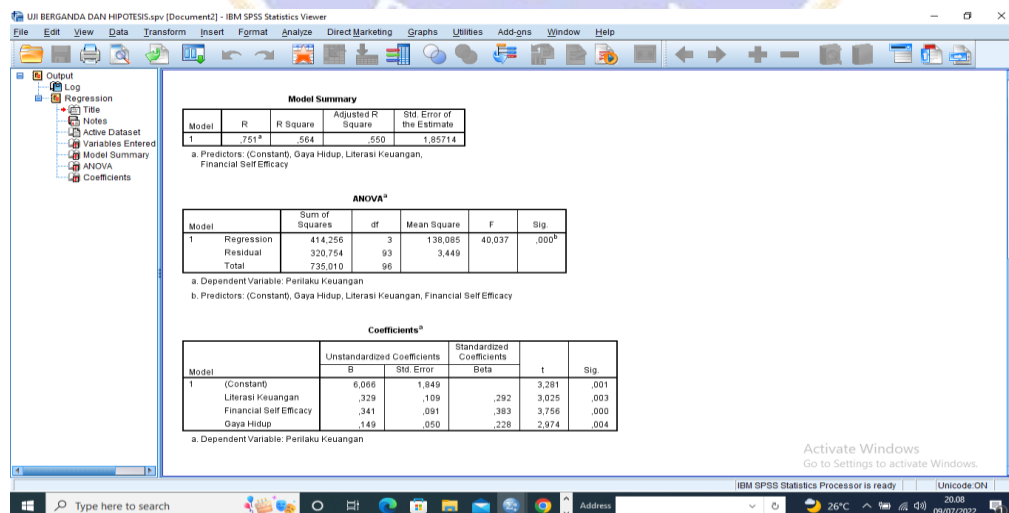 UJI BERGANDA DAN HIPOTESIS.spv [Document2] - IBM SPSS Statistics Viewer
File Edit View Data Transform Insert Format Analyze Direct Marketing Graphs Utilities Add-ons Window Help
Output
Log
Regression
Title
Notes
Active Dataset
Variables Entered
Model Summary
ANOVA
Coefficients
Model Summary
Model R R Square Adjusted R Square Std. Error of the Estimate
1 ,751a ,564 ,550 1,85714
a. Predictors: (Constant), Gaya Hidup, Literasi Keuangan,
Financial Self Efficacy
ANOVAa
Model Sum of Squares df Mean Square F Sig.
1 Regression 414,256 3 138,085 40,037 ,000b
Residual 320,754 93 3,449
Total 735,010 96
a. Dependent Variable: Perilaku Keuangan
b. Predictors: (Constant), Gaya Hidup, Literasi Keuangan, Financial Self Efficacy
Coefficientsa
Unstandardized Coefficients Standardized Coefficients
Model B Std. Error Beta t Sig.
1 (Constant) 6,066 1,849 3,281 ,001
Literasi Keuangan ,329 ,109 ,292 3,025 ,003
Financial Self Efficacy ,341 ,091 ,383 3,756 ,000
Gaya Hidup ,149 ,050 ,228 2,974 ,004
a. Dependent Variable: Perilaku Keuangan
Activate Windows
Go to Settings to activate Windows.
IBM SPSS Statistics Processor is ready Unicode:ON
Type here to search
Address
26°C
20.08
09/07/2022